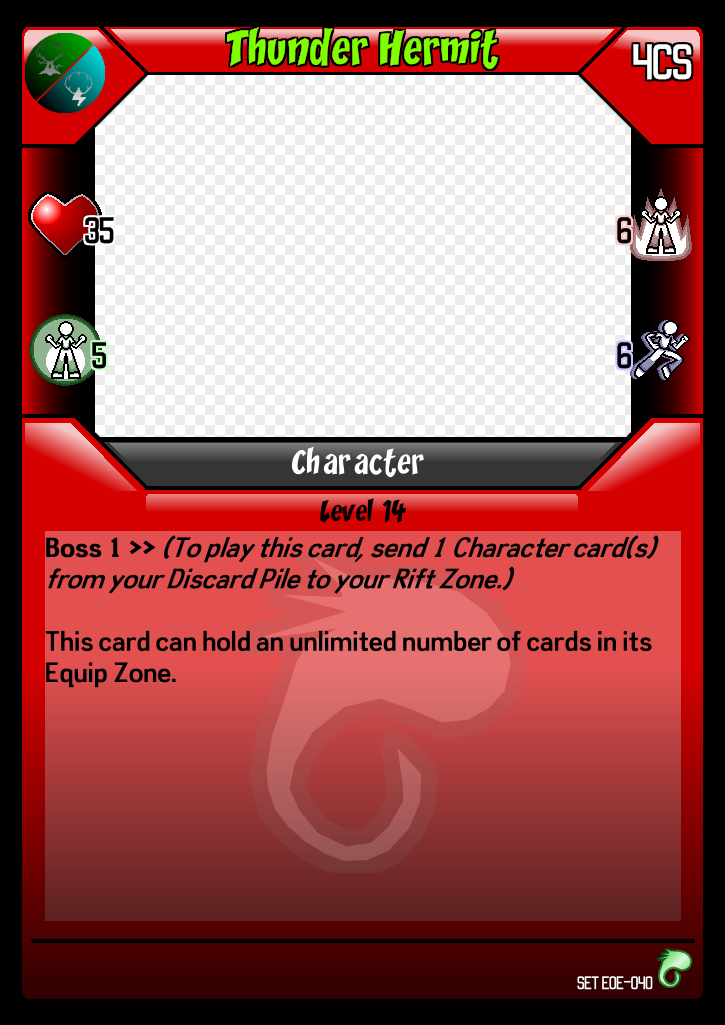 Thunder Hermit
4CS
35
6
5
6
Character
Level 14
Boss 1 >> (To play this card, send 1 Character card(s)
from your Discard Pile to your Rift Zone.)
This card can hold an unlimited number of cards in its
Equip Zone.
SET EOE-040